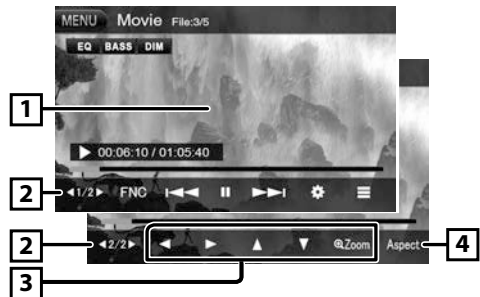 MENU Movie File:3/5
EQ BASS DIM
1
00:06:10 / 01:05:40
2 ◄1/2► FNC
2 ◄2/2► Zoom Aspect 4
3